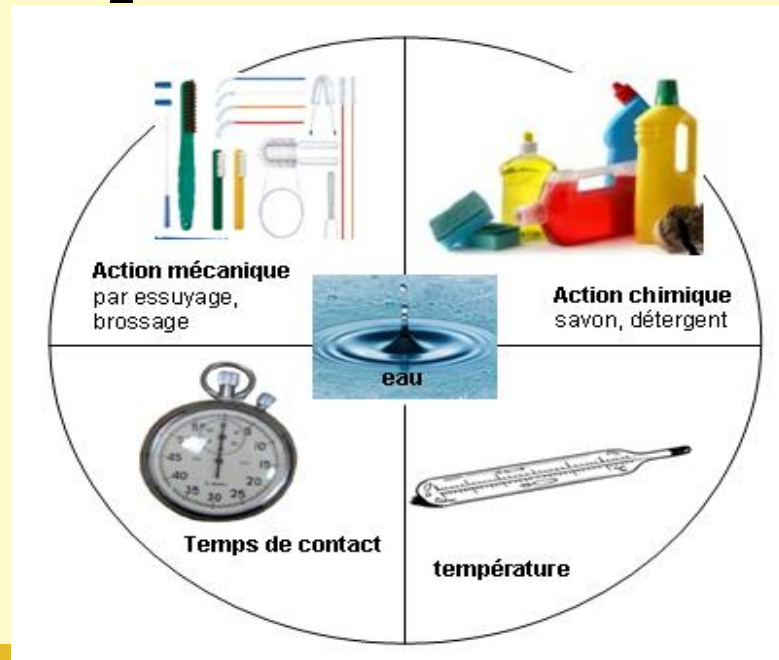 Action mécanique
par essuyage,
brossage
Action chimique
savon, détergent
eau
Temps de contact
température